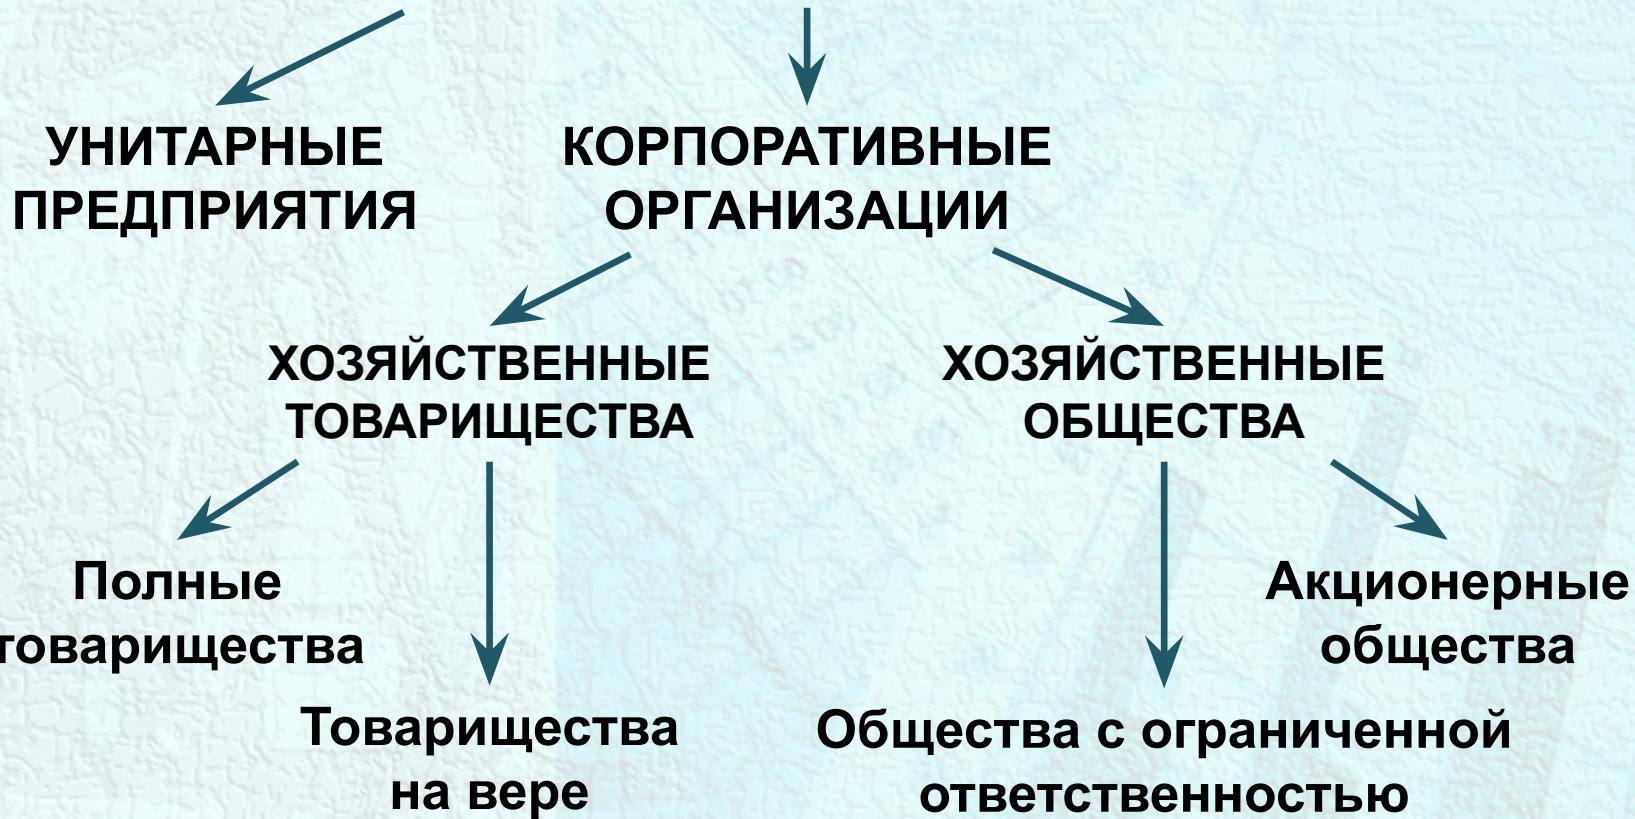 УНИТАРНЫЕ
ПРЕДПРИЯТИЯ
КОРПОРАТИВНЫЕ
ОРГАНИЗАЦИИ
ХОЗЯЙСТВЕННЫЕ
ТОВАРИЩЕСТВА
ХОЗЯЙСТВЕННЫЕ
ОБЩЕСТВА
Полные
товарищества
Товарищества
на вере
Общества с ограниченной
ответственностью
Акционерные
общества